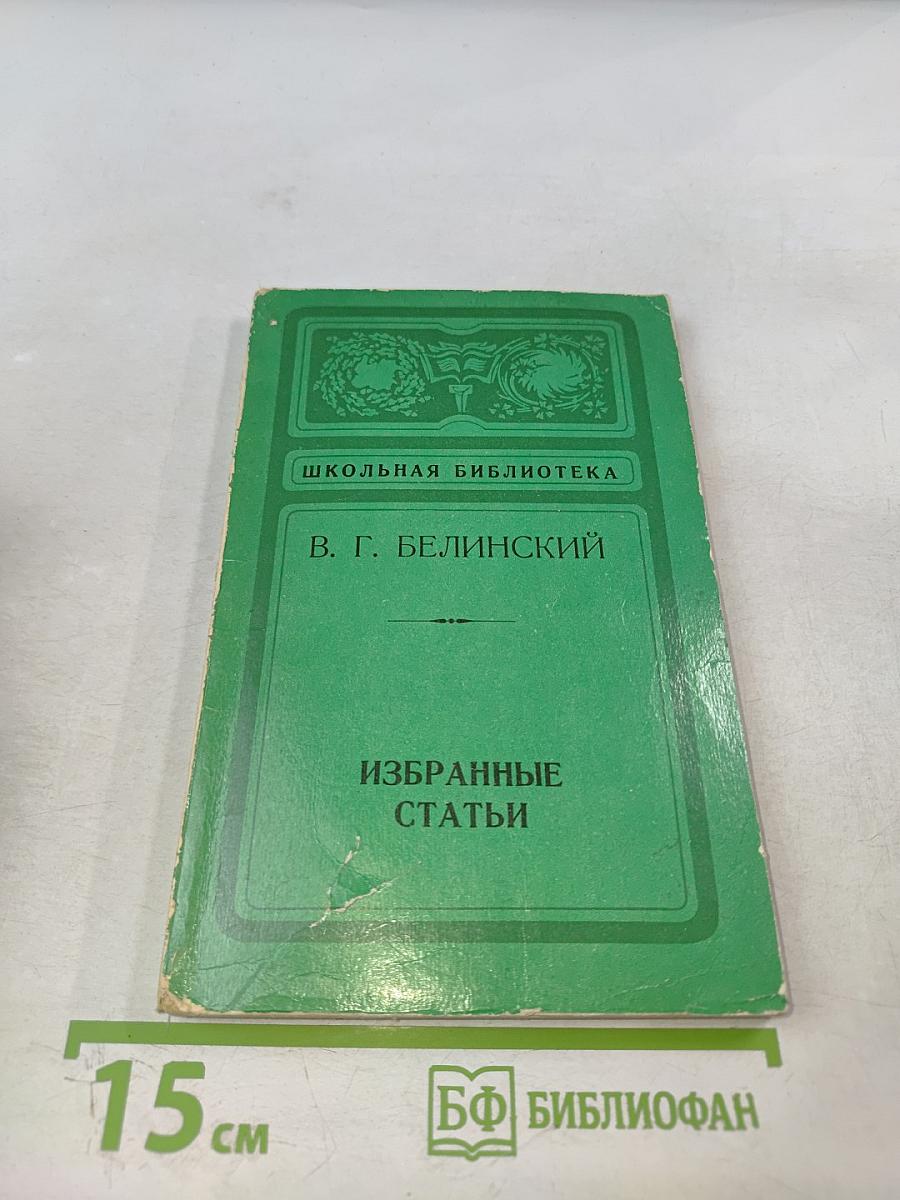 ШКОЛЬНАЯ БИБЛИОТЕКА
В. Г. БЕЛИНСКИЙ
ИЗБРАННЫЕ
СТАТЬИ
15 см
БФ БИБЛИОФАН